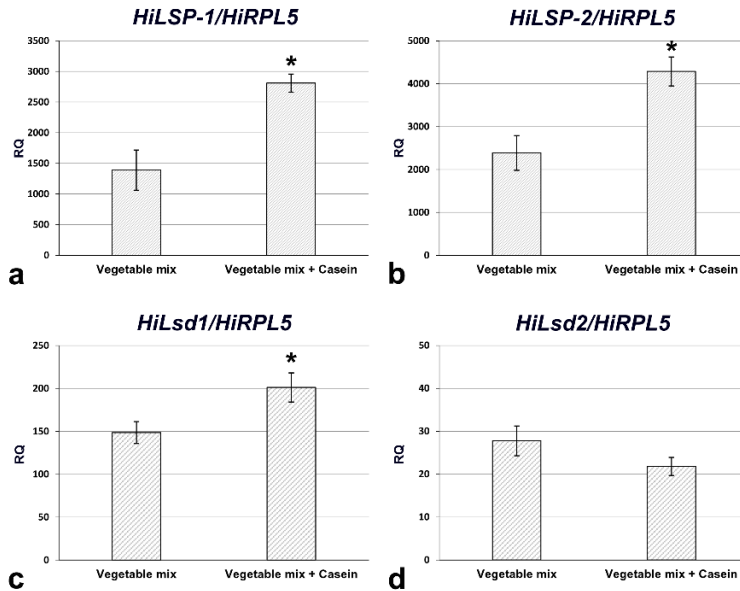 HiLSP-1/HiRPL5
3500
3000
2500
2000
1500
1000
500
0
RQ
*
Vegetable mix
Vegetable mix + Casein
a
HiLSP-2/HiRPL5
5000
4000
3000
2000
1000
0
RQ
*
Vegetable mix
Vegetable mix + Casein
b
HiLsd1/HiRPL5
250
200
150
100
50
0
RQ
*
Vegetable mix
Vegetable mix + Casein
c
HiLsd2/HiRPL5
50
40
30
20
10
0
RQ
Vegetable mix
Vegetable mix + Casein
d